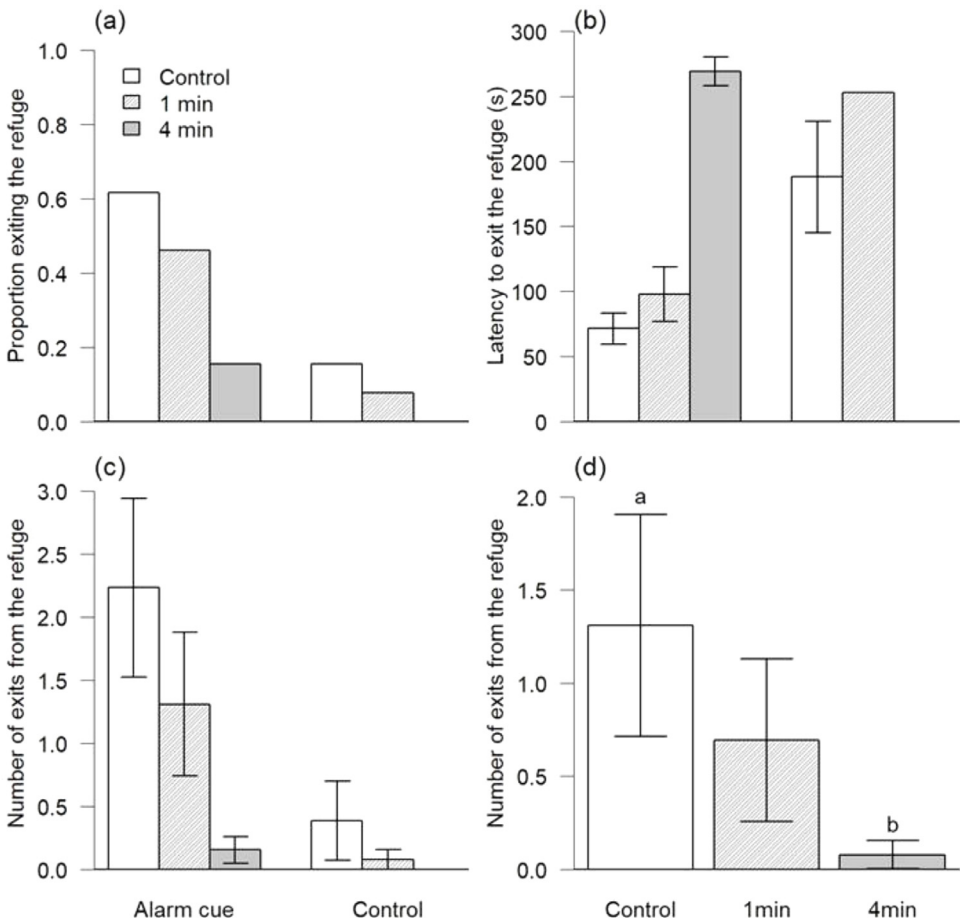 (a)
Proportion exiting the refuge
1.0
0.8
0.6
0.4
0.2
0.0
Control
1 min
4 min
(b)
Latency to exit the refuge (s)
300
250
200
150
100
50
0
(c)
Number of exits from the refuge
3.0
2.5
2.0
1.5
1.0
0.5
0.0
Alarm cue
Control
(d)
Number of exits from the refuge
2.0
1.5
1.0
0.5
0.0
a
b
Control
1min
4min